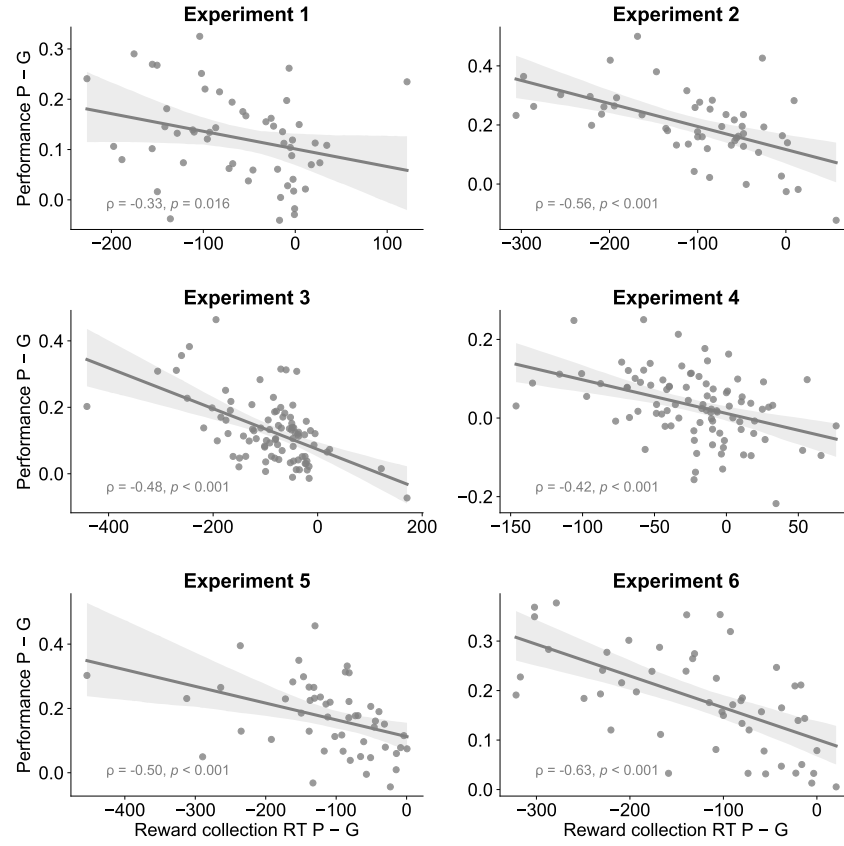 Experiment 1
Performance P − G
0.3
0.2
0.1
0.0
ρ = -0.33, p = 0.016
−200
−100
0
100
Experiment 2
0.4
0.2
0.0
ρ = -0.56, p < 0.001
−300
−200
−100
0
Experiment 3
Performance P − G
0.4
0.2
0.0
ρ = -0.48, p < 0.001
−400
−200
0
200
Experiment 4
0.2
0.0
−0.2
ρ = -0.42, p < 0.001
−150
−100
−50
0
50
Experiment 5
Performance P − G
0.4
0.2
0.0
ρ = -0.50, p < 0.001
−400
−300
−200
−100
0
Reward collection RT P − G
Experiment 6
0.3
0.2
0.1
0.0
ρ = -0.63, p < 0.001
−300
−200
−100
0
Reward collection RT P − G